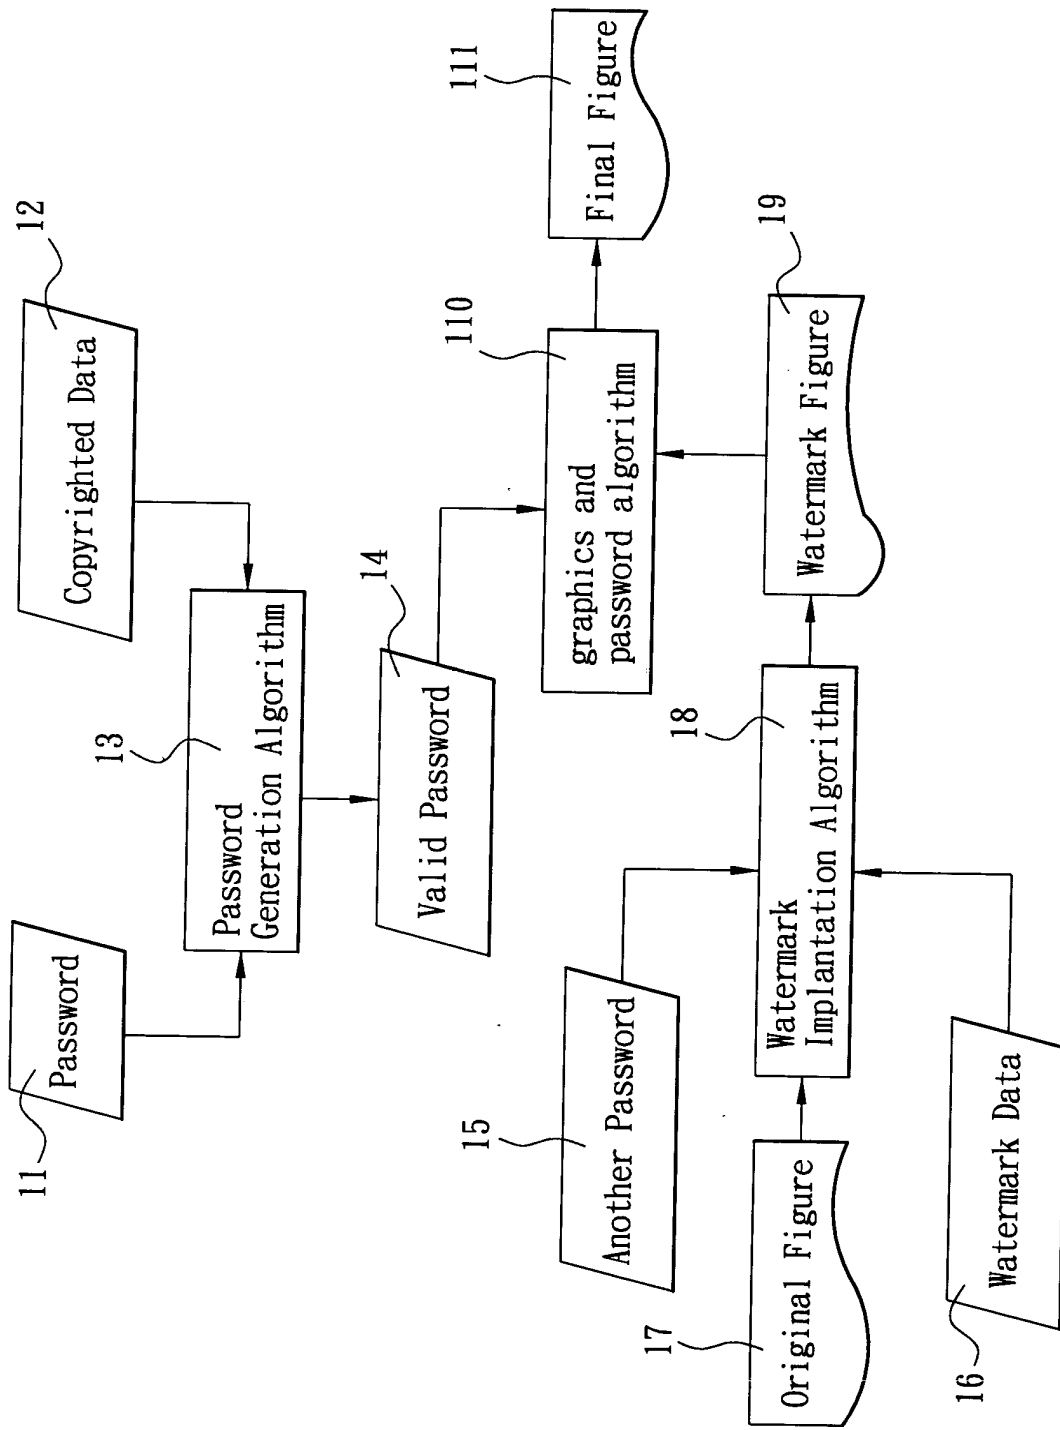 11
Password
12
Copyrighted Data
13
Password
Generation Algorithm
14
Valid Password
15
Another Password
110
graphics and
password algorithm
111
Final Figure
17
Original Figure
18
Watermark
Implantation Algorithm
19
Watermark Figure
16
Watermark Data